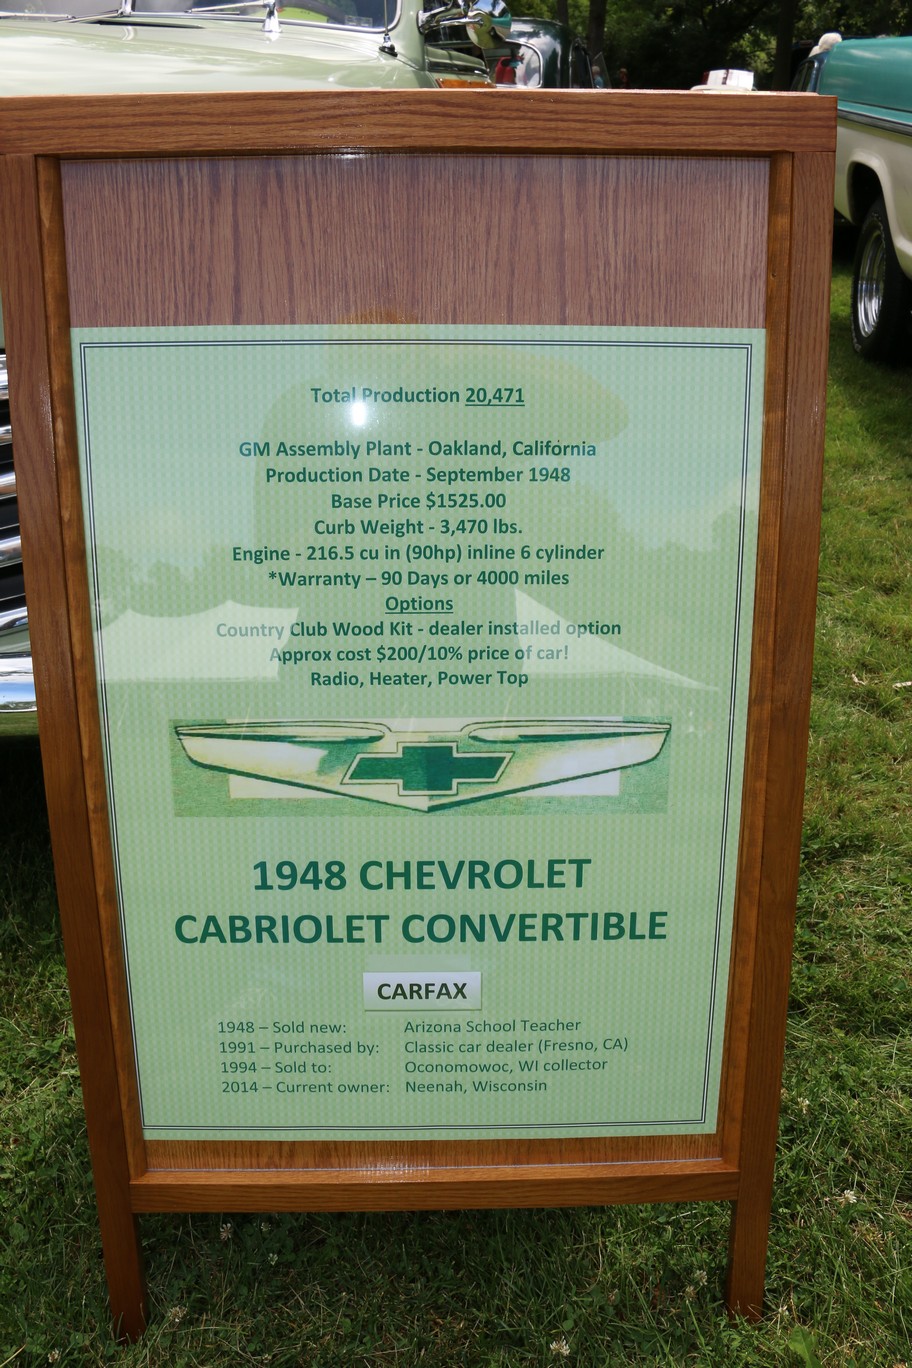 Total Production 20,471
GM Assembly Plant - Oakland, California
Production Date - September 1948
Base Price $1525.00
Curb Weight - 3,470 lbs.
Engine - 216.5 cu in (90hp) inline 6 cylinder
*Warranty – 90 Days or 4000 miles
Options
Country Club Wood Kit - dealer installed option
Approx cost $200/10% price of car!
Radio, Heater, Power Top
1948 CHEVROLET
CABRIOLET CONVERTIBLE
CARFAX
1948 – Sold new: Arizona School Teacher
1991 – Purchased by: Classic car dealer (Fresno, CA)
1994 – Sold to: Oconomowoc, WI collector
2014 – Current owner: Neenah, Wisconsin